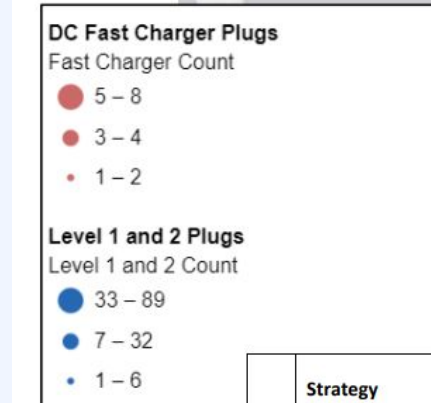 DC Fast Charger Plugs
Fast Charger Count
5 – 8
3 – 4
1 – 2
Level 1 and 2 Plugs
Level 1 and 2 Count
33 – 89
7 – 32
1 – 6
Strategy